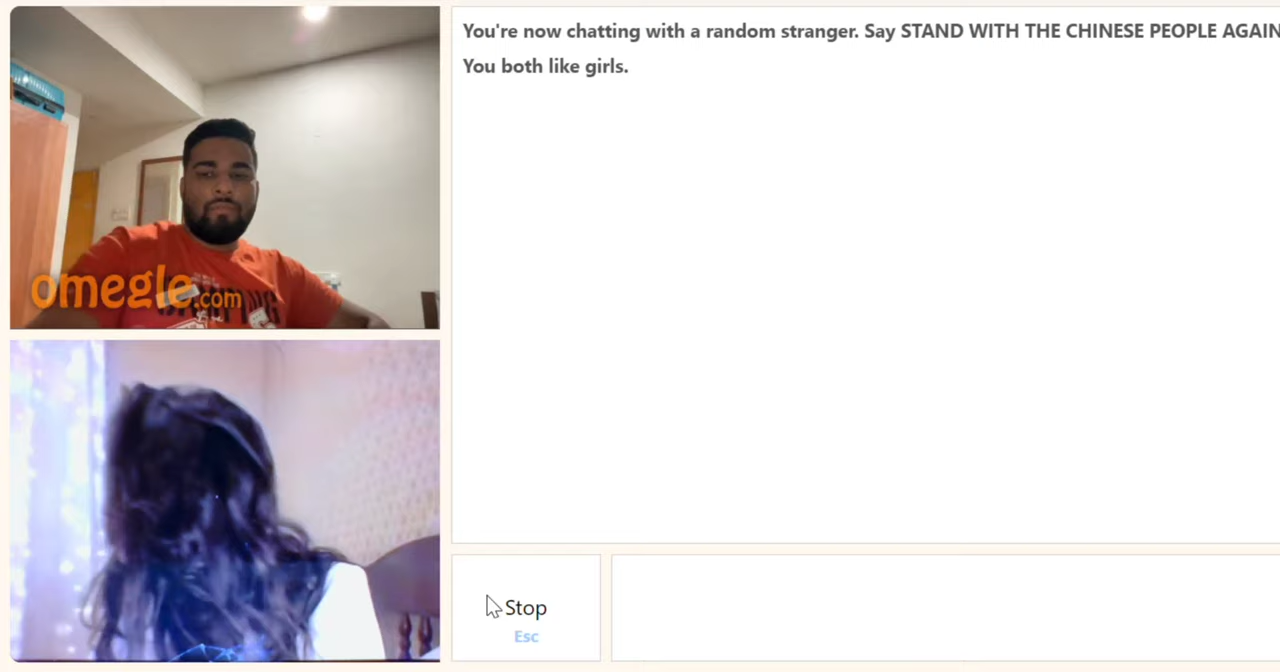 You're now chatting with a random stranger. Say STAND WITH THE CHINESE PEOPLE AGAIN
You both like girls.
omegle.com
Stop
Esc